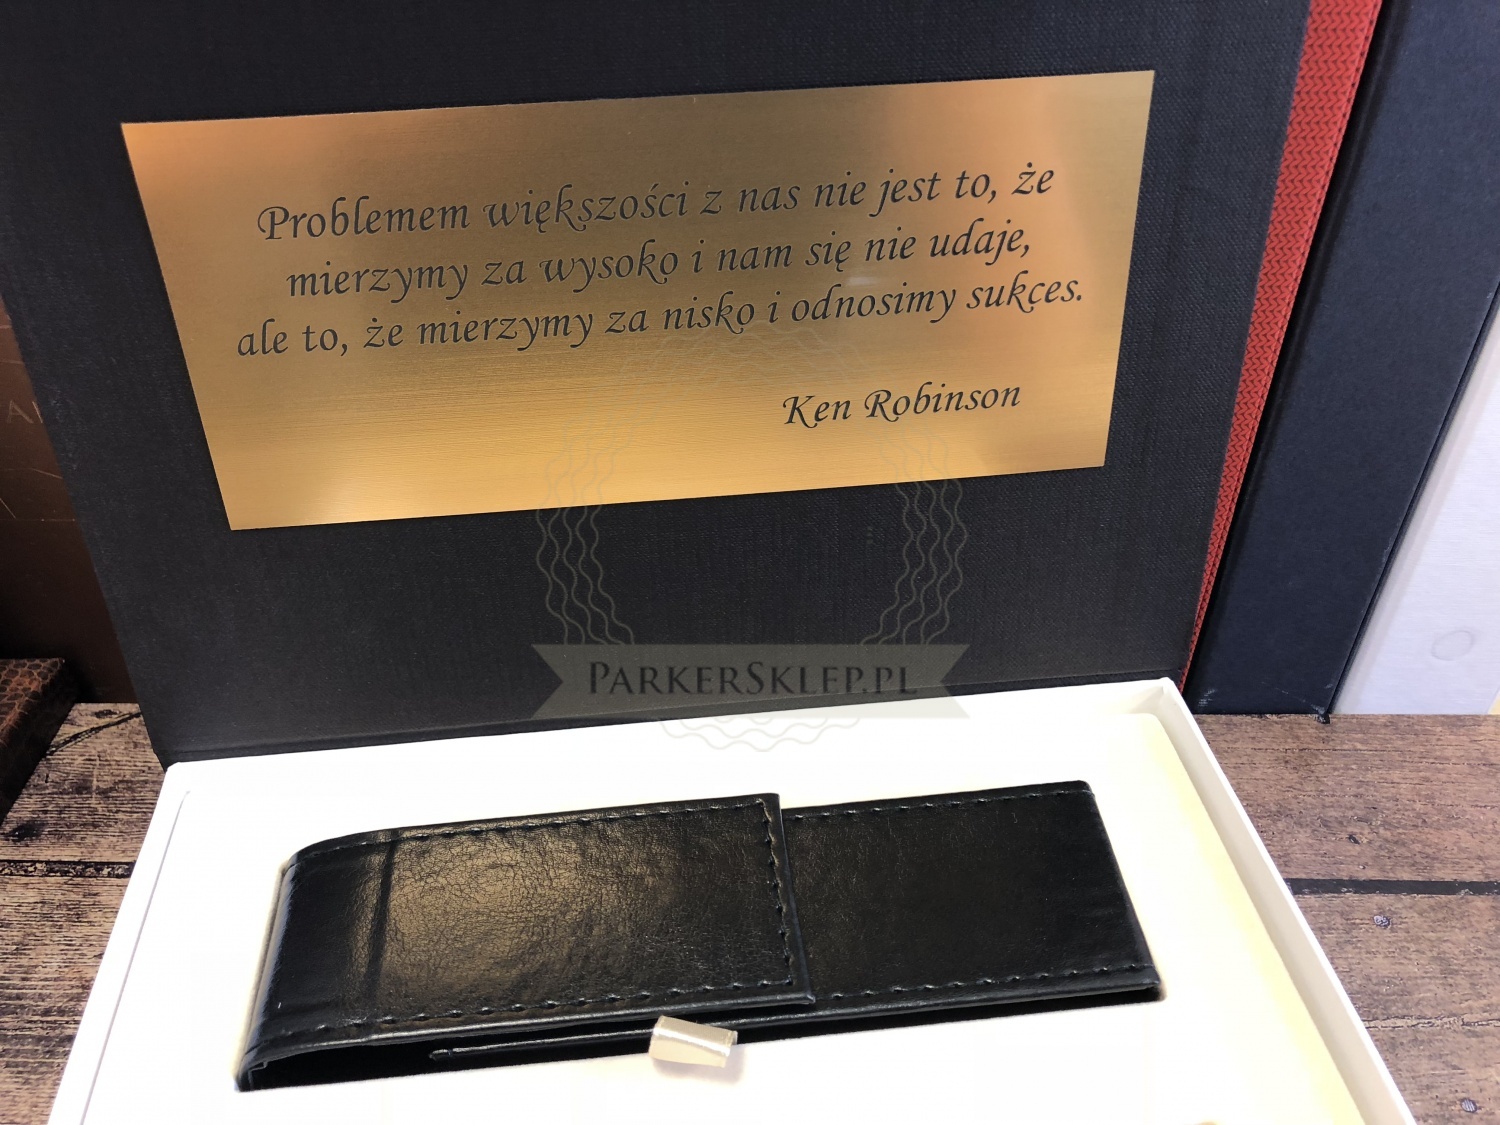 Problemem większości z nas nie jest to, że
mierzymy za wysoko i nam się nie udaje,
ale to, że mierzymy za nisko i odnosimy sukces.
Ken Robinson
PARKERSKLEP.PL